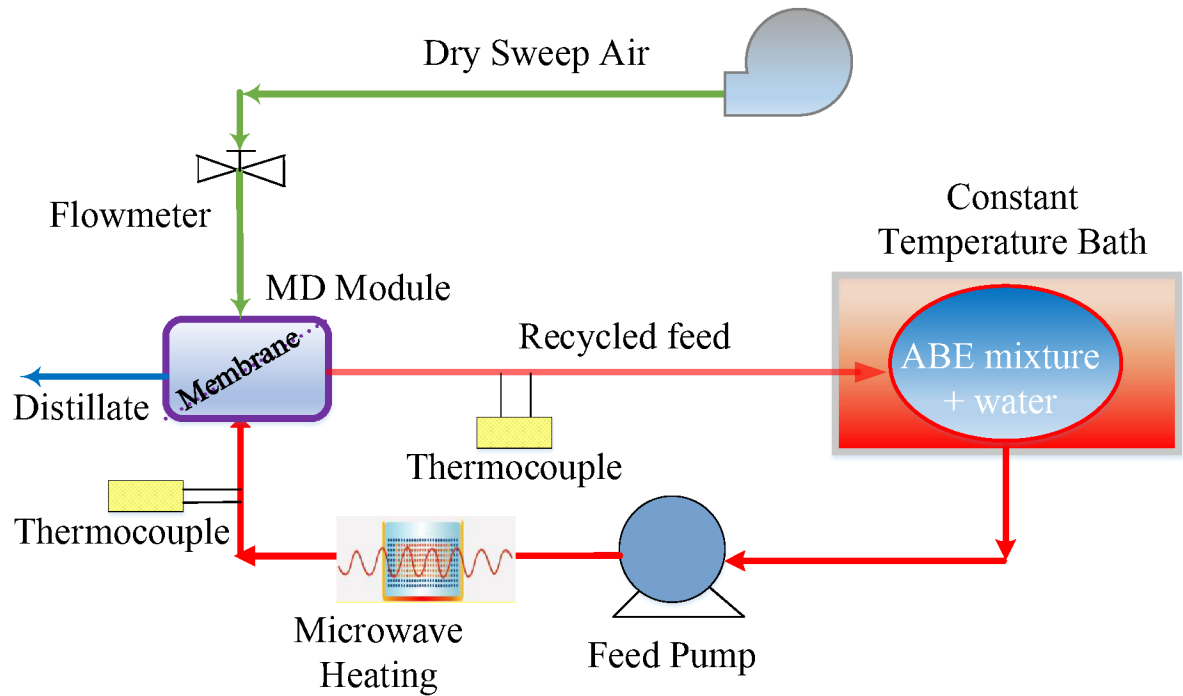 Dry Sweep Air
Flowmeter
Constant
Temperature Bath
MD Module
Membrane
Recycled feed
ABE mixture
+ water
Distillate
Thermocouple
Thermocouple
Microwave
Heating
Feed Pump